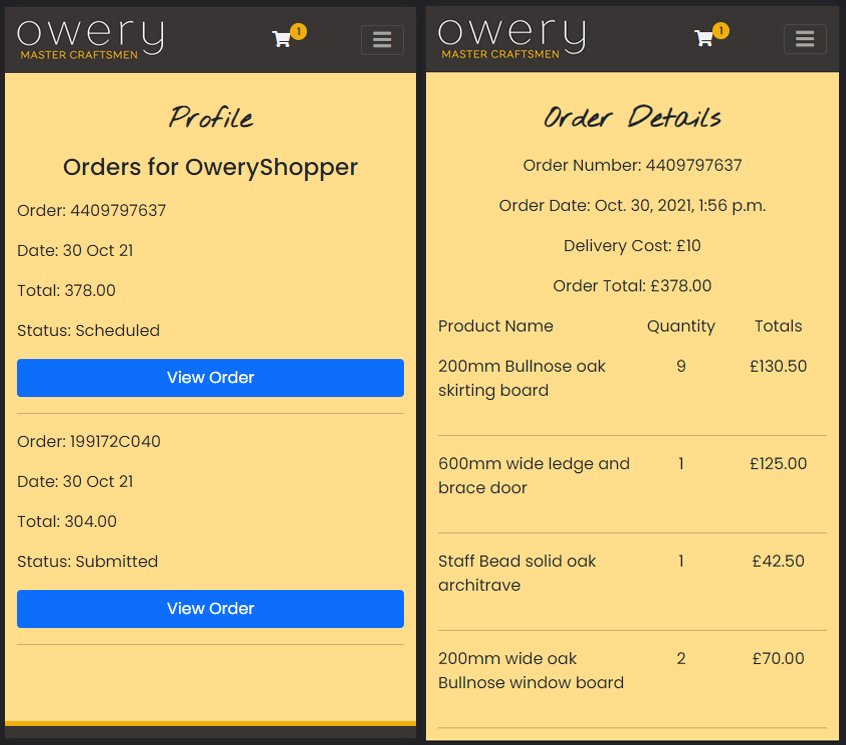 owery
MASTER CRAFTSMEN
1
Profile
Orders for OweryShopper
Order: 4409797637
Date: 30 Oct 21
Total: 378.00
Status: Scheduled
View Order
Order: 199172C040
Date: 30 Oct 21
Total: 304.00
Status: Submitted
View Order
owery
MASTER CRAFTSMEN
1
Order Details
Order Number: 4409797637
Order Date: Oct. 30, 2021, 1:56 p.m.
Delivery Cost: £10
Order Total: £378.00
Product Name Quantity Totals
200mm Bullnose oak 9 £130.50
skirting board
600mm wide ledge and 1 £125.00
brace door
Staff Bead solid oak 1 £42.50
architrave
200mm wide oak 2 £70.00
Bullnose window board